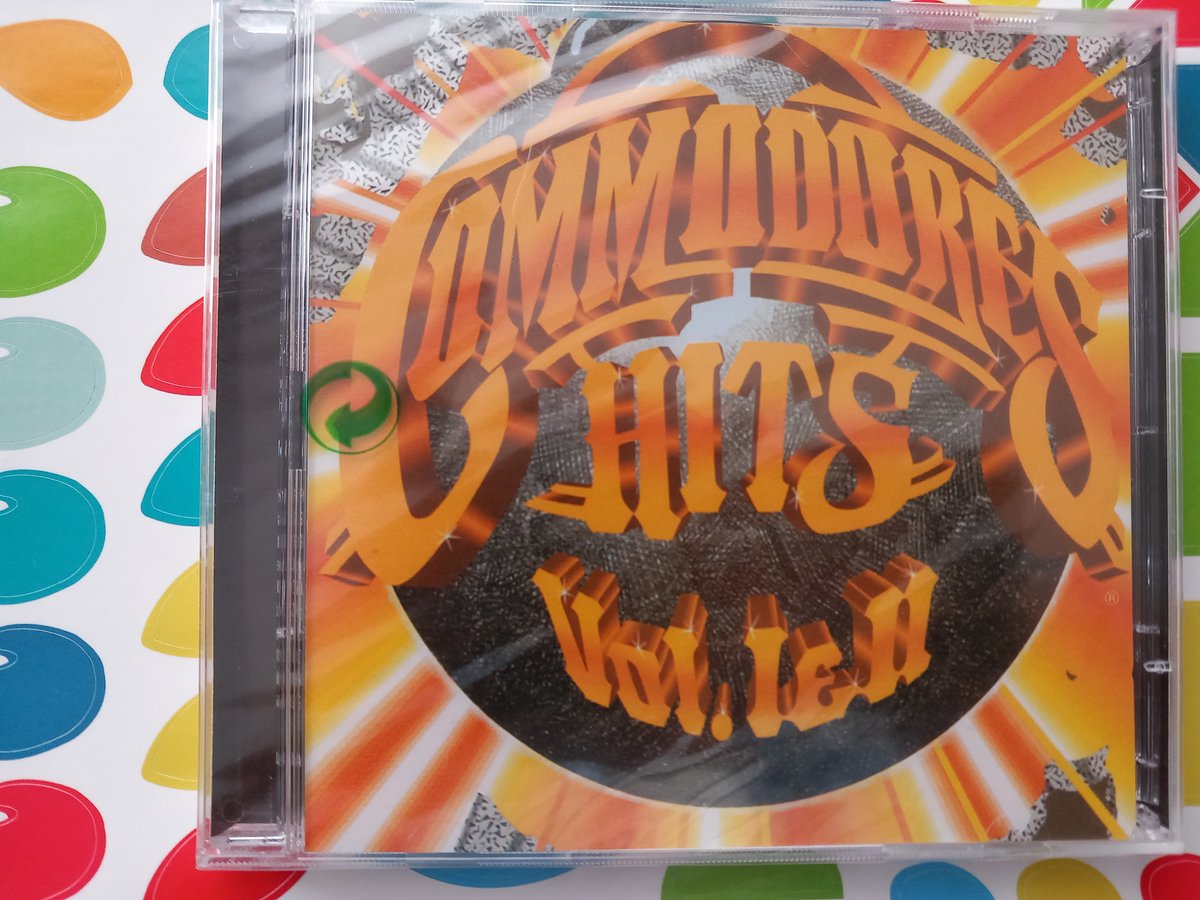 COMMODORES
HITS
Vol. I e II
®